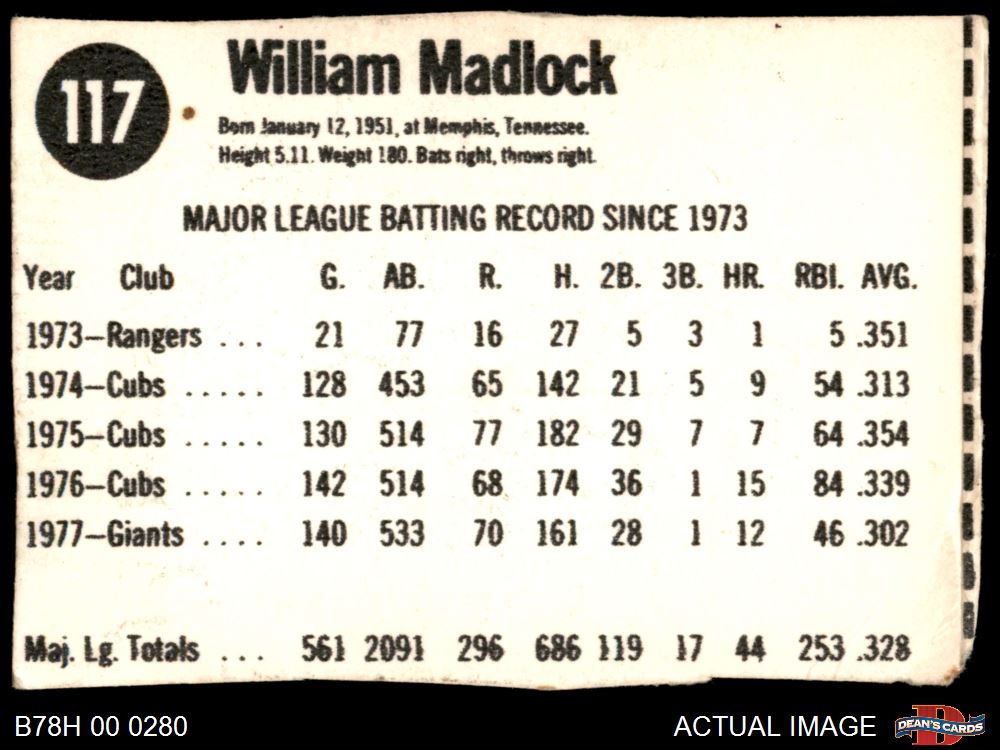 117
William Madlock
Born January 12, 1951, at Memphis, Tennessee.
Height 5.11. Weight 180. Bats right, throws right.
MAJOR LEAGUE BATTING RECORD SINCE 1973
Year Club G. AB. R. H. 2B. 3B. HR. RBI. AVG.
1973—Rangers ... 21 77 16 27 5 3 1 5 .351
1974—Cubs ..... 128 453 65 142 21 5 9 54 .313
1975—Cubs ..... 130 514 77 182 29 7 7 64 .354
1976—Cubs ..... 142 514 68 174 36 1 15 84 .339
1977—Giants .... 140 533 70 161 28 1 12 46 .302
Maj. Lg. Totals ... 561 2091 296 686 119 17 44 253 .328
B78H 00 0280 ACTUAL IMAGE D DEAN'S CARDS